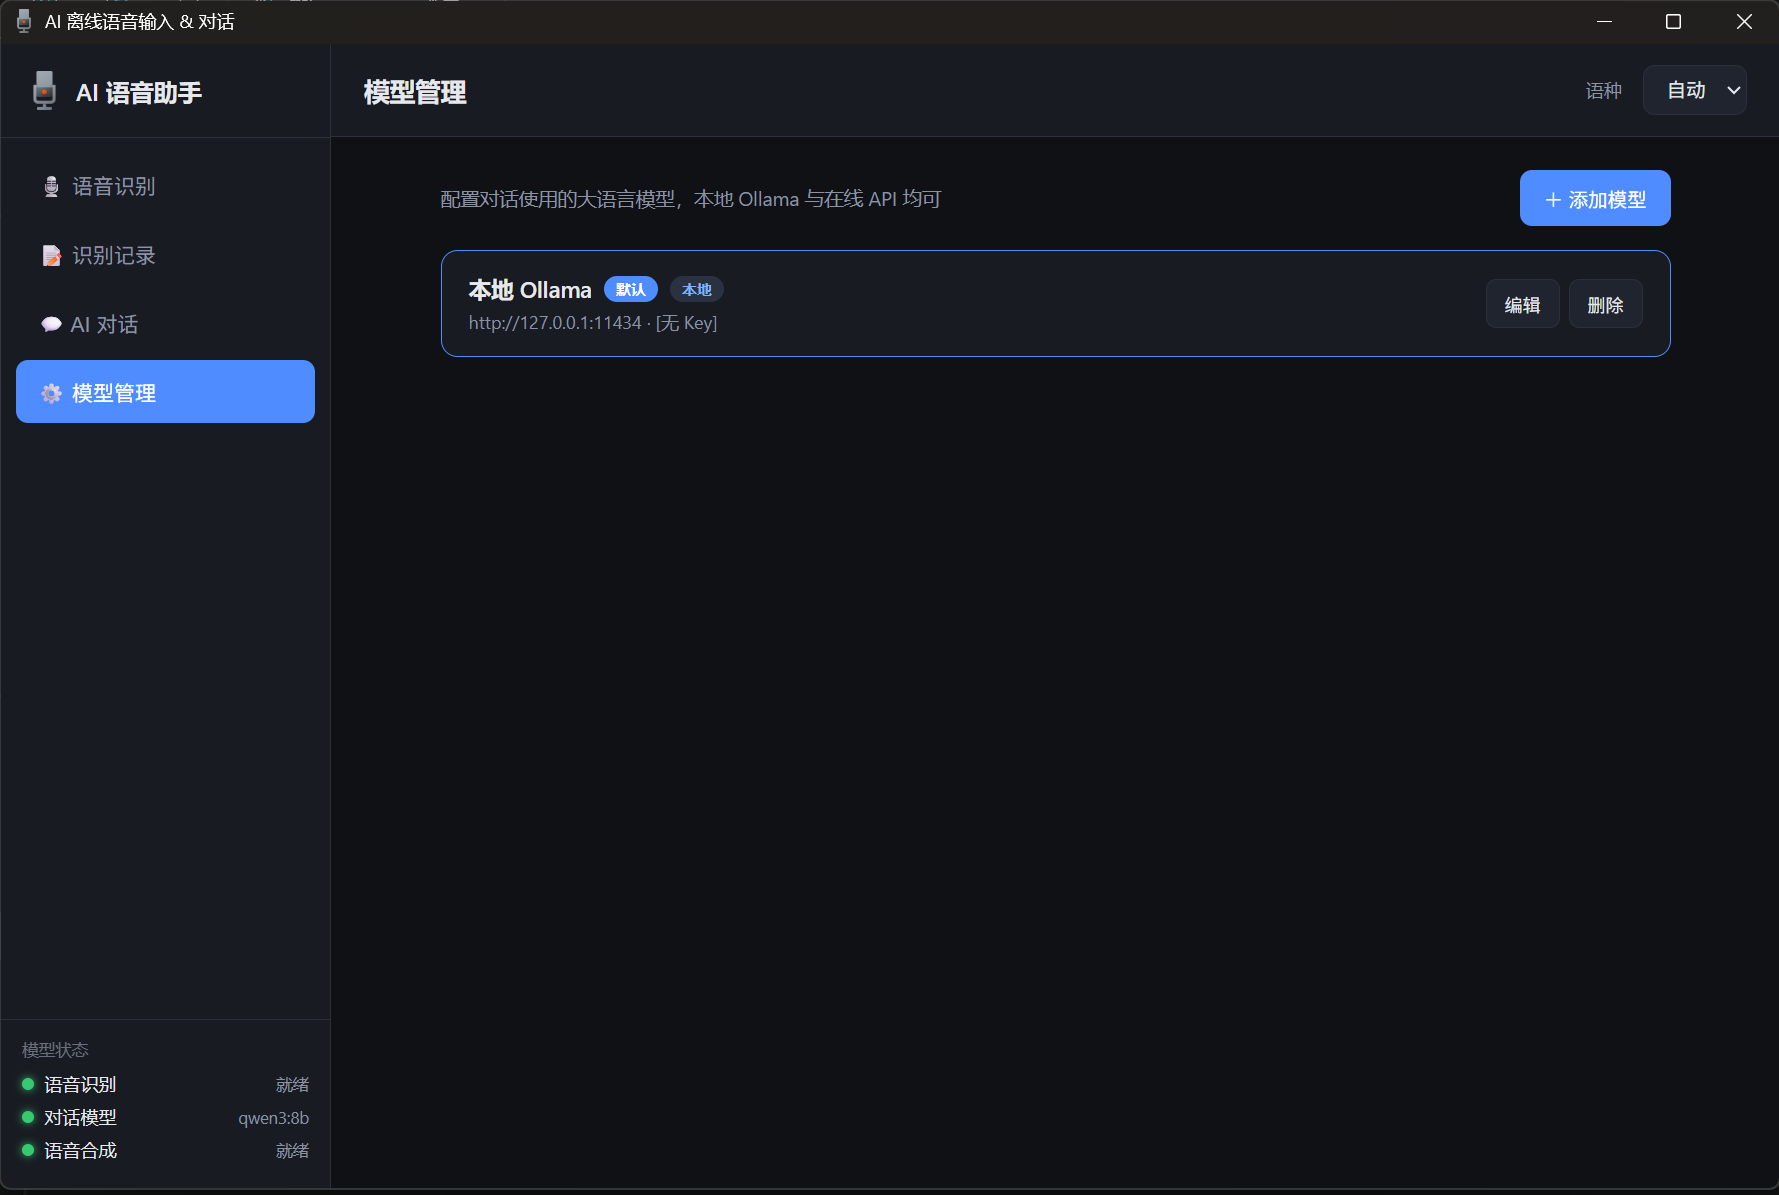 AI 离线语音输入 & 对话
AI 语音助手
语音识别
识别记录
AI 对话
模型管理
模型状态
语音识别 就绪
对话模型 qwen3:8b
语音合成 就绪
模型管理
语种 自动
配置对话使用的大语言模型，本地 Ollama 与在线 API 均可
+ 添加模型
本地 Ollama 默认 本地
http://127.0.0.1:11434 · [无 Key]
编辑 删除